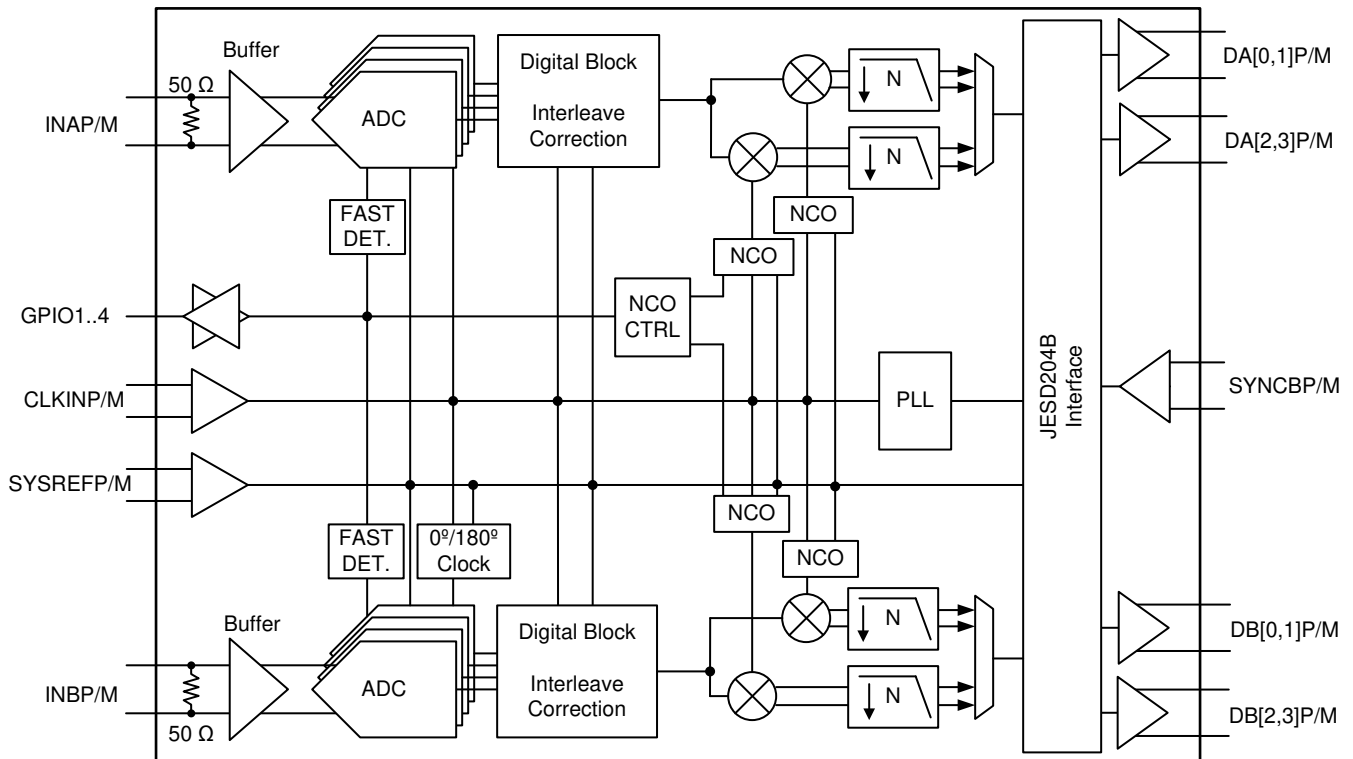 Buffer
50 Ω
INAP/M
ADC
Digital Block
Interleave
Correction
N
N
DA[0,1]P/M
DA[2,3]P/M
FAST
DET.
NCO
NCO
GPIO1..4
NCO
CTRL
CLKINP/M
PLL
JESD204B
Interface
SYNCBP/M
SYSREFP/M
NCO
FAST
DET.
0º/180º
Clock
NCO
Buffer
INBP/M
50 Ω
ADC
Digital Block
Interleave
Correction
N
N
DB[0,1]P/M
DB[2,3]P/M